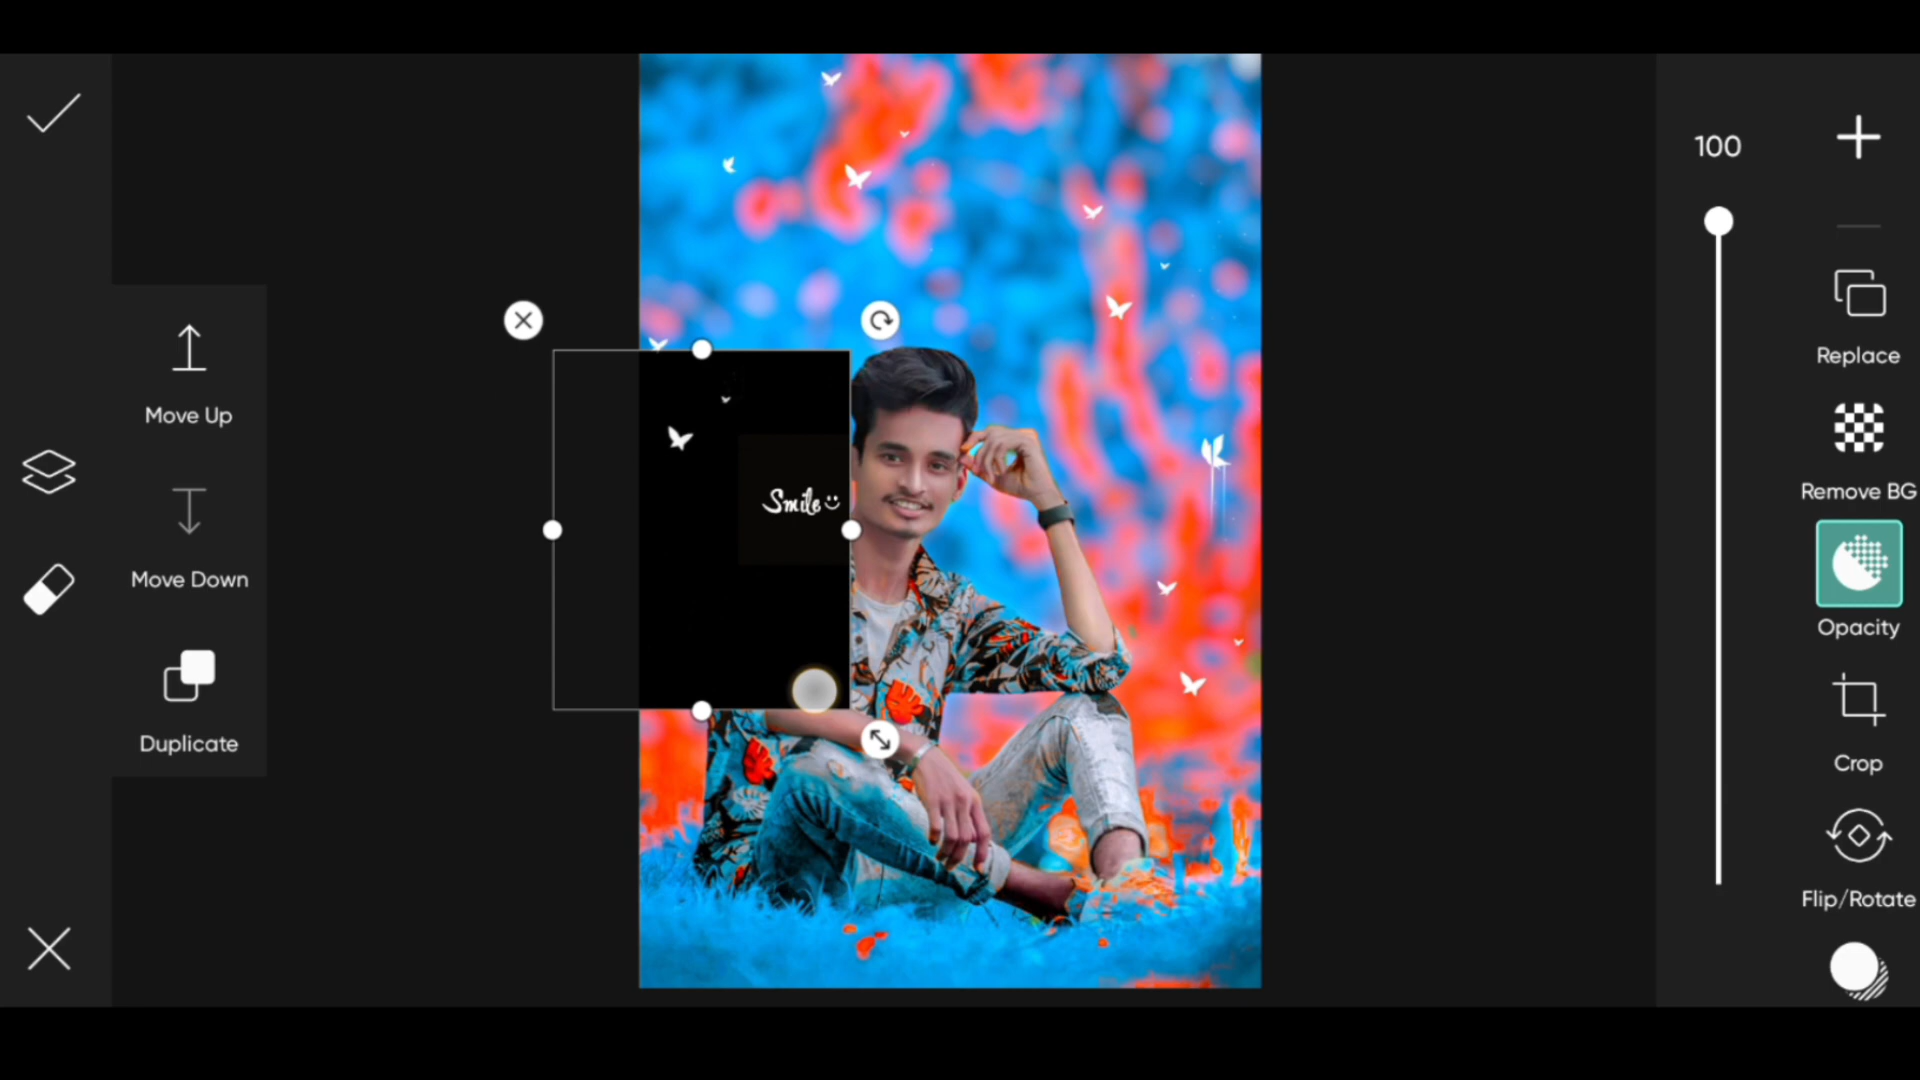 Move Up
Move Down
Duplicate
Smile
100
Replace
Remove BG
Opacity
Crop
Flip/Rotate